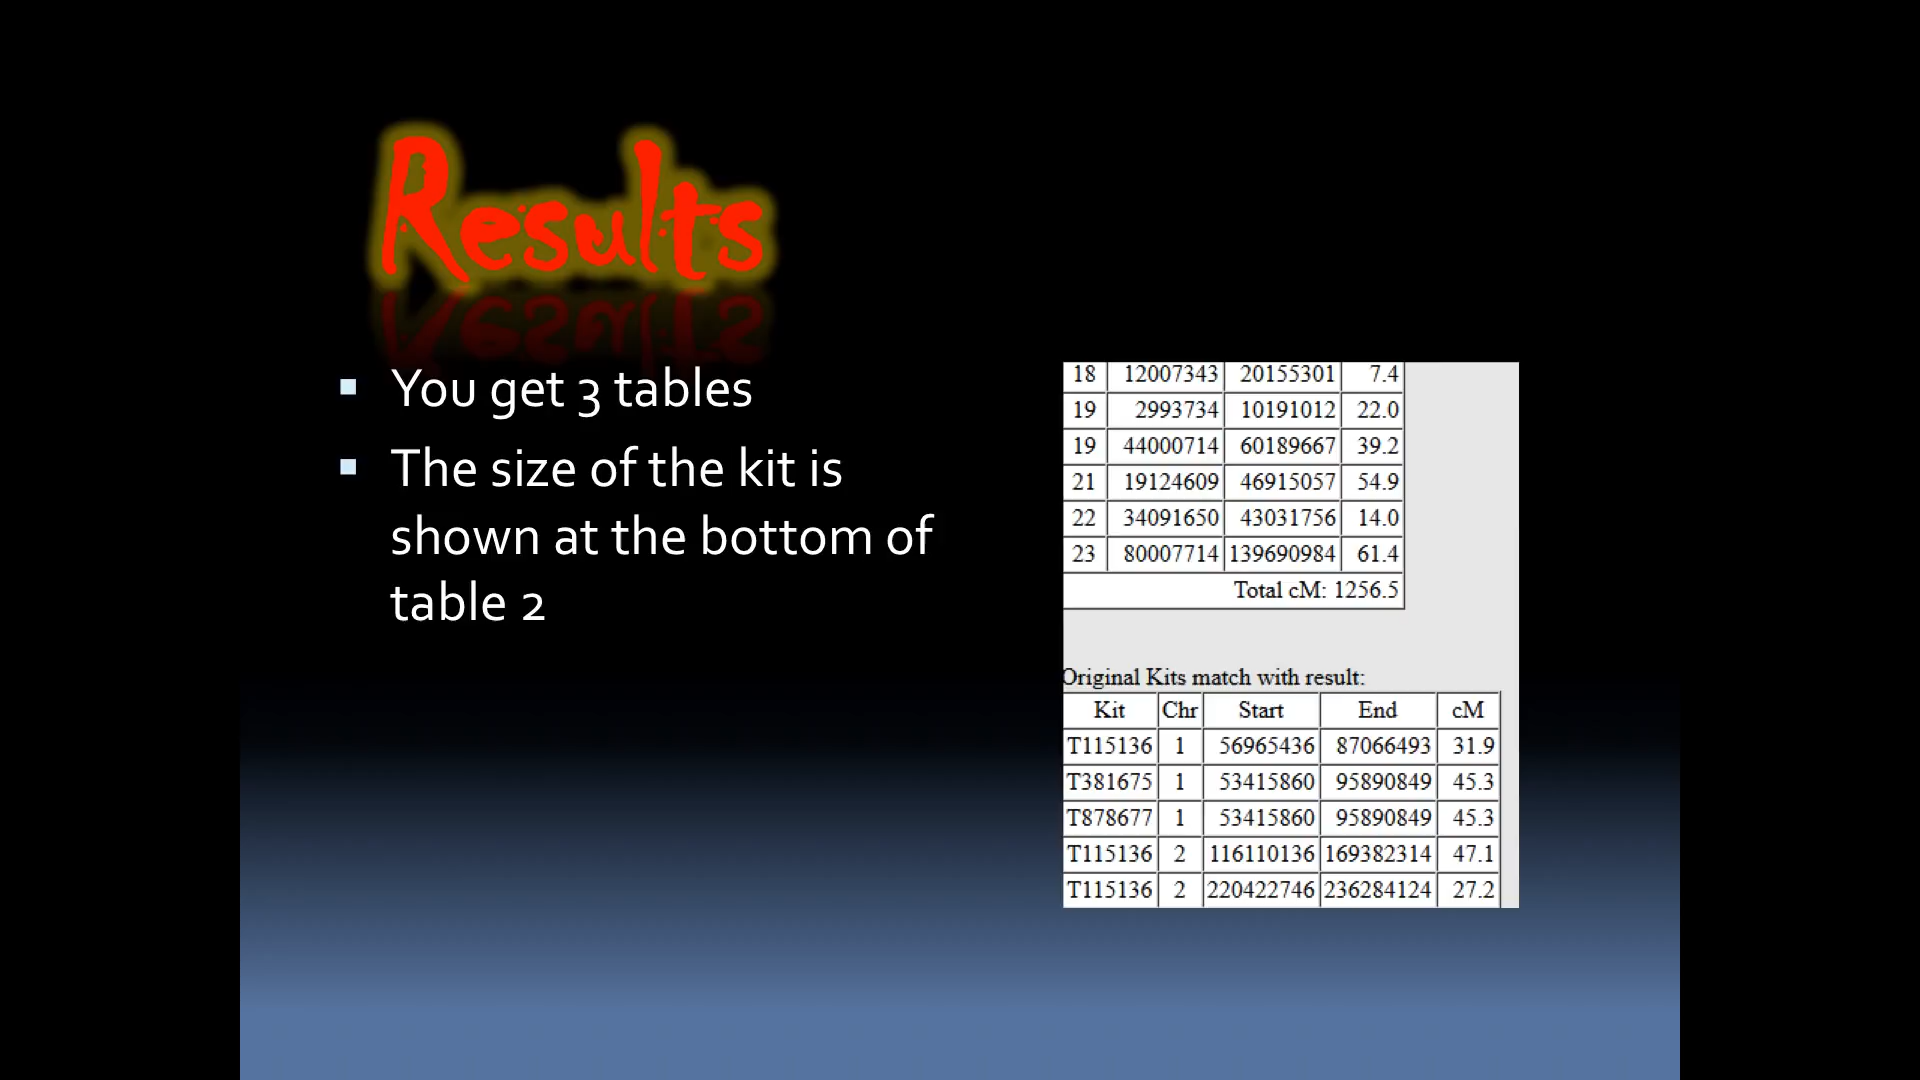 Results
▪ You get 3 tables
▪ The size of the kit is
shown at the bottom of
table 2
18 12007343 20155301 7.4
19 2993734 10191012 22.0
19 44000714 60189667 39.2
21 19124609 46915057 54.9
22 34091650 43031756 14.0
23 80007714 139690984 61.4
Total cM: 1256.5
Original Kits match with result:
Kit Chr Start End cM
T115136 1 56965436 87066493 31.9
T381675 1 53415860 95890849 45.3
T878677 1 53415860 95890849 45.3
T115136 2 116110136 169382314 47.1
T115136 2 220422746 236284124 27.2